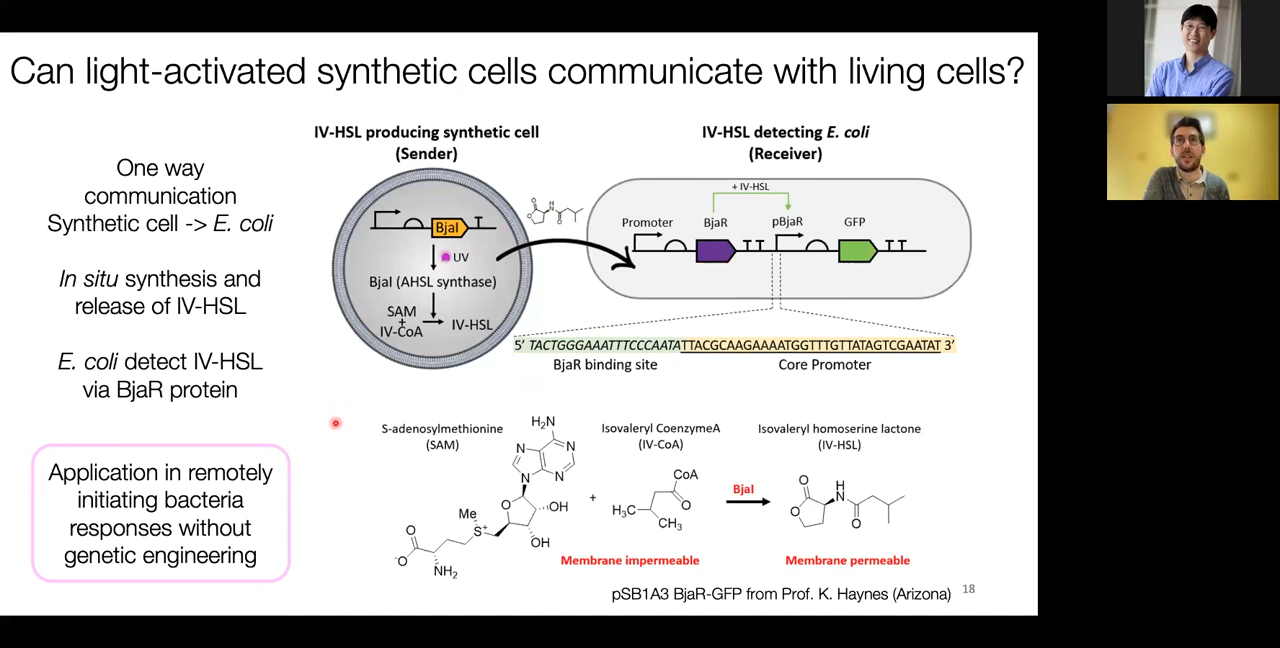 Can light-activated synthetic cells communicate with living cells?
One way
communication
Synthetic cell -> E. coli
In situ synthesis and
release of IV-HSL
E. coli detect IV-HSL
via BjaR protein
Application in remotely
initiating bacteria
responses without
genetic engineering
IV-HSL producing synthetic cell
(Sender)
BjaI
UV
BjaI (AHSL synthase)
SAM
+
IV-CoA
IV-HSL
O
O
H
N
O
IV-HSL detecting E. coli
(Receiver)
+ IV-HSL
Promoter
BjaR
pBjaR
GFP
5' TACTGGGAAATTTCCCAATATTACGCAAGAAAATGGTTTGTTATAGTCGAATAT 3'
BjaR binding site
Core Promoter
S-adenosylmethionine
(SAM)
H₂N
N
N
N
N
O
OH
OH
Me
S⁺
O
⁻O
NH₂
+
Isovaleryl CoenzymeA
(IV-CoA)
CoA
O
H₃C
CH₃
BjaI
Isovaleryl homoserine lactone
(IV-HSL)
O
H
N
O
O
Membrane impermeable
Membrane permeable
pSB1A3 BjaR-GFP from Prof. K. Haynes (Arizona)
18